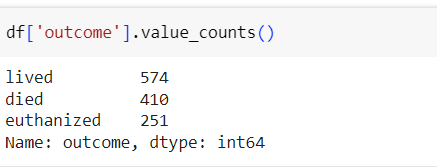 df['outcome'].value_counts()
lived 574
died 410
euthanized 251
Name: outcome, dtype: int64